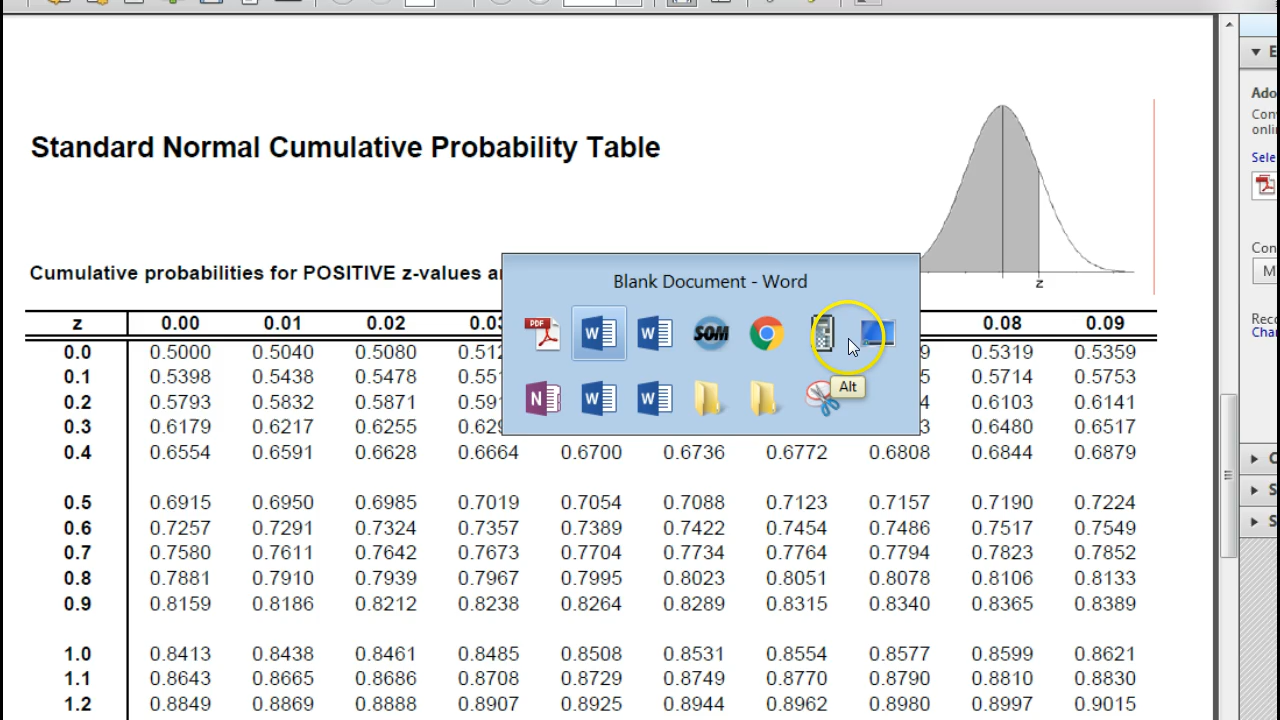 Standard Normal Cumulative Probability Table
z
Cumulative probabilities for POSITIVE z-values
Blank Document - Word
PDF
SOM
Alt
z 0.00 0.01 0.02 0.08 0.09
0.0 0.5000 0.5040 0.5080 0.5319 0.5359
0.1 0.5398 0.5438 0.5478 0.5714 0.5753
0.2 0.5793 0.5832 0.5871 0.6103 0.6141
0.3 0.6179 0.6217 0.6255 0.6480 0.6517
0.4 0.6554 0.6591 0.6628 0.6664 0.6700 0.6736 0.6772 0.6808 0.6844 0.6879
0.5 0.6915 0.6950 0.6985 0.7019 0.7054 0.7088 0.7123 0.7157 0.7190 0.7224
0.6 0.7257 0.7291 0.7324 0.7357 0.7389 0.7422 0.7454 0.7486 0.7517 0.7549
0.7 0.7580 0.7611 0.7642 0.7673 0.7704 0.7734 0.7764 0.7794 0.7823 0.7852
0.8 0.7881 0.7910 0.7939 0.7967 0.7995 0.8023 0.8051 0.8078 0.8106 0.8133
0.9 0.8159 0.8186 0.8212 0.8238 0.8264 0.8289 0.8315 0.8340 0.8365 0.8389
1.0 0.8413 0.8438 0.8461 0.8485 0.8508 0.8531 0.8554 0.8577 0.8599 0.8621
1.1 0.8643 0.8665 0.8686 0.8708 0.8729 0.8749 0.8770 0.8790 0.8810 0.8830
1.2 0.8849 0.8869 0.8888 0.8907 0.8925 0.8944 0.8962 0.8980 0.8997 0.9015